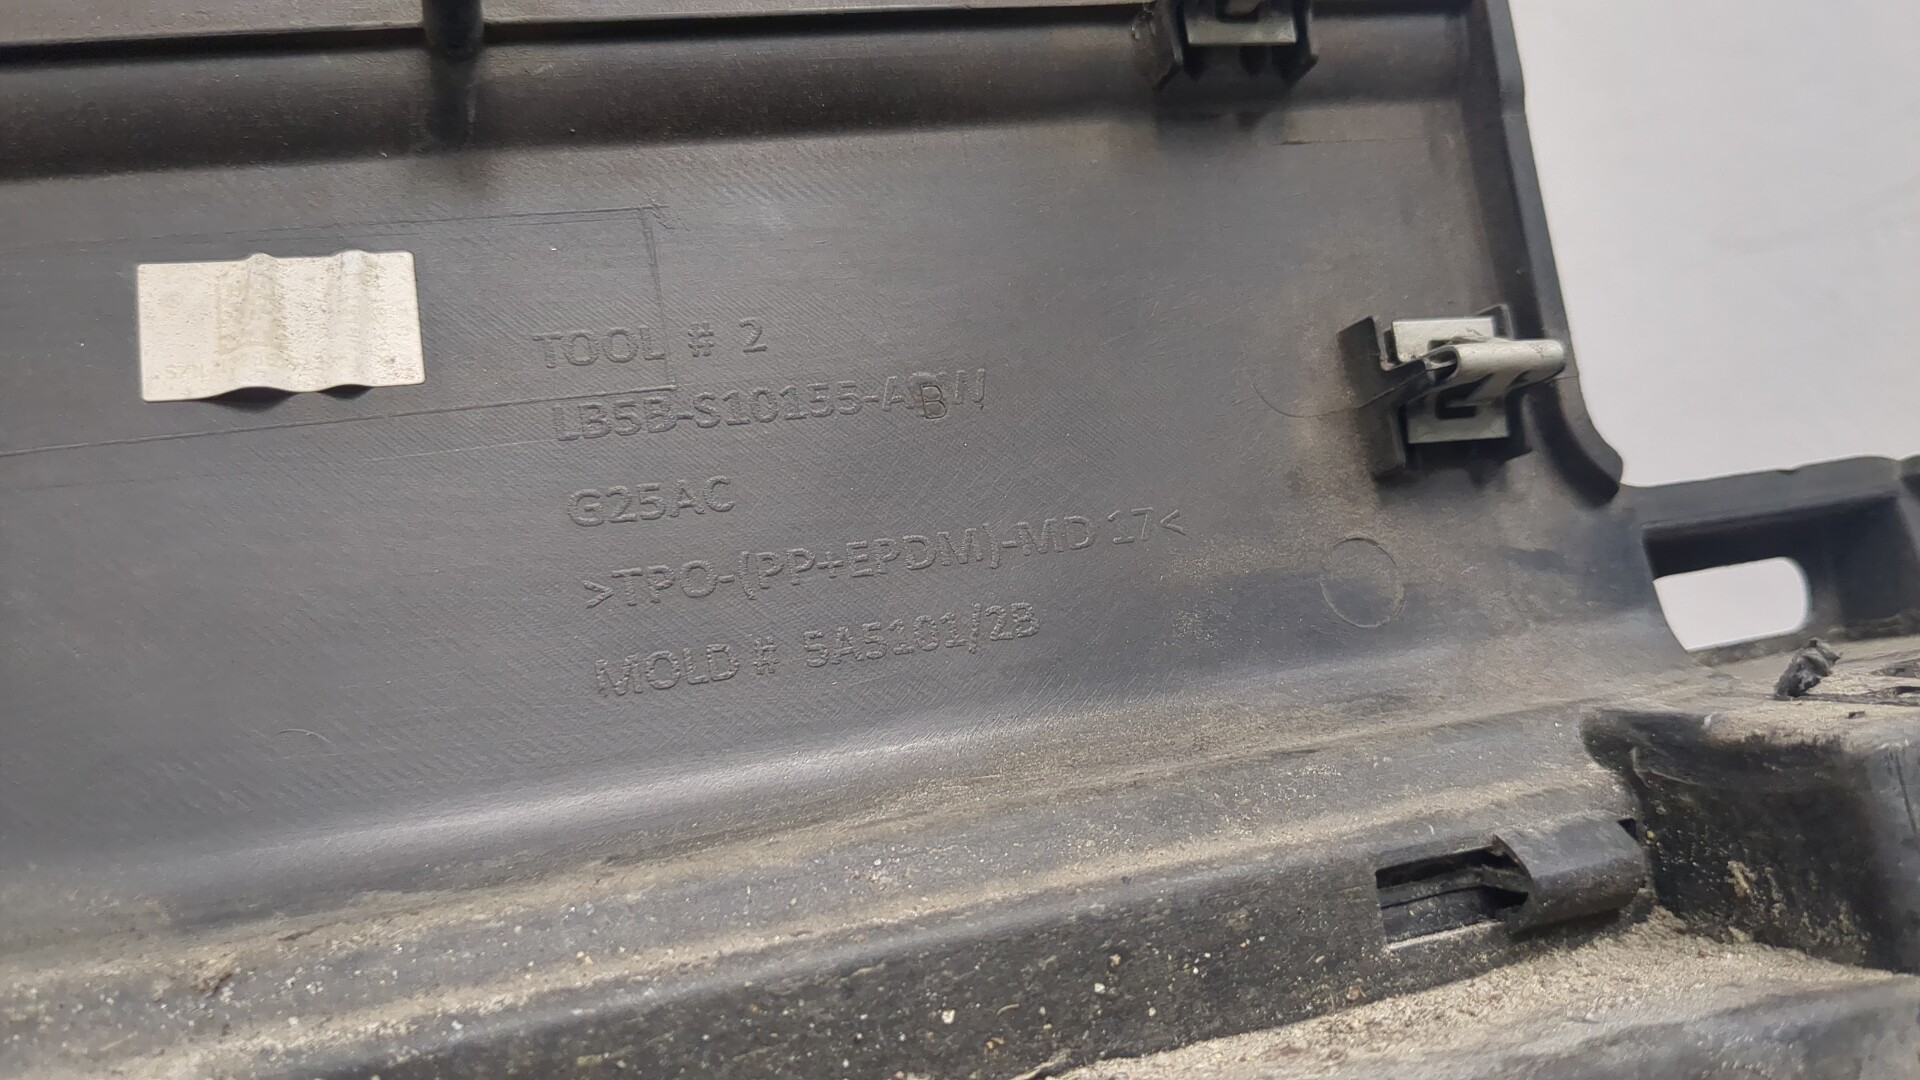 TOOL # 2
LB5B-S10155-ABW
G25AC
>TPO-(PP+EPDM)-MD 17<
MOLD # 5A5101/2B